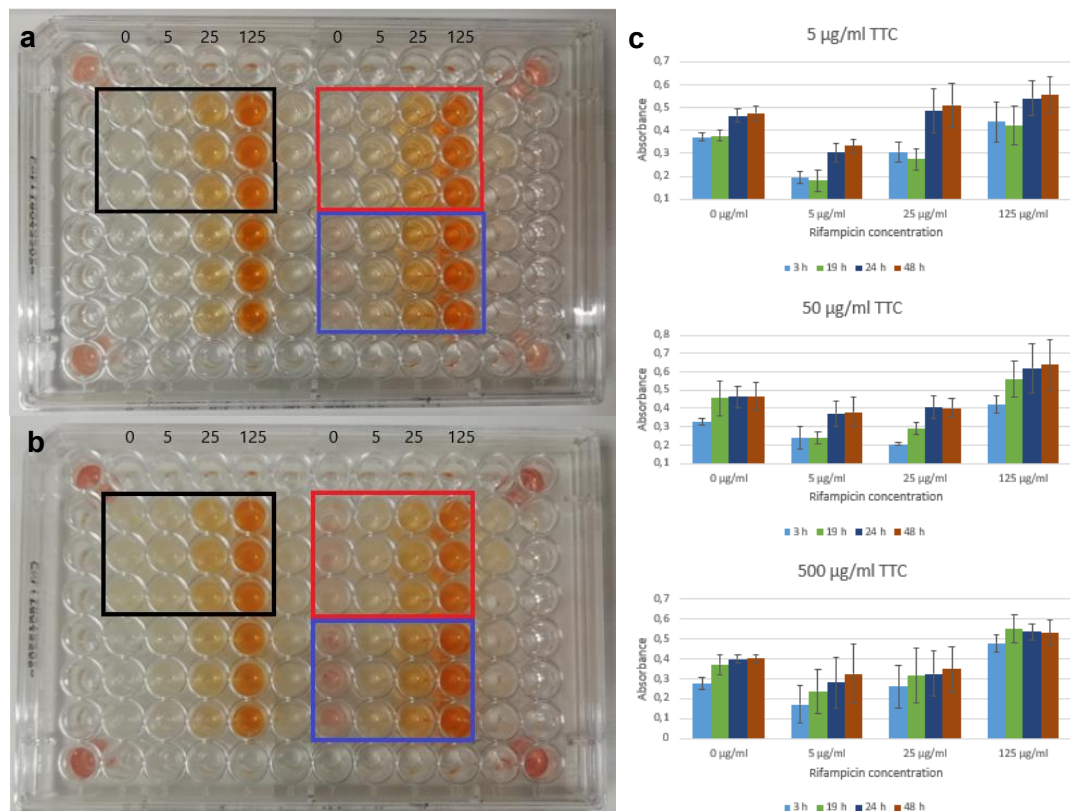 a
0 5 25 125 0 5 25 125
b
0 5 25 125 0 5 25 125
c
5 µg/ml TTC
0,7
0,6
0,5
0,4
0,3
0,2
0,1
Absorbance
0 µg/ml 5 µg/ml 25 µg/ml 125 µg/ml
Rifampicin concentration
3 h 19 h 24 h 48 h
50 µg/ml TTC
0,8
0,7
0,6
0,5
0,4
0,3
0,2
0,1
Absorbance
0 µg/ml 5 µg/ml 25 µg/ml 125 µg/ml
Rifampicin concentration
3 h 19 h 24 h 48 h
500 µg/ml TTC
0,7
0,6
0,5
0,4
0,3
0,2
0,1
0
Absorbance
0 µg/ml 5 µg/ml 25 µg/ml 125 µg/ml
Rifampicin concentration
3 h 19 h 24 h 48 h